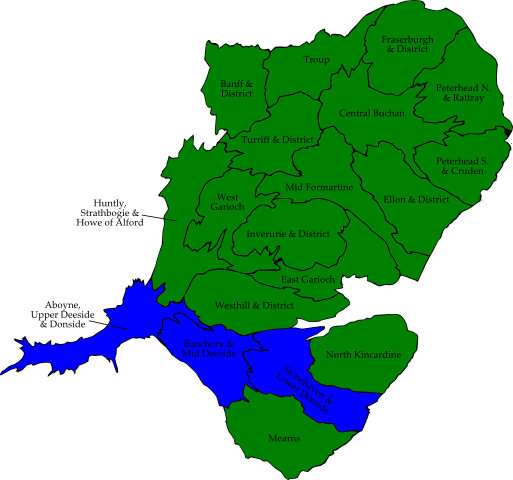 Fraserburgh
& District
Troup
Banff &
District
Peterhead N.
& Rattray
Central Buchan
Turriff & District
Peterhead S.
& Cruden
Mid Formartine
West
Garioch
Ellon & District
Huntly,
Strathbogie &
Howe of Alford
Inverurie & District
East Garioch
Aboyne,
Upper Deeside
& Donside
Westhill & District
Banchory &
Mid Deeside
North Kincardine
Stonehaven &
Lower Deeside
Mearns